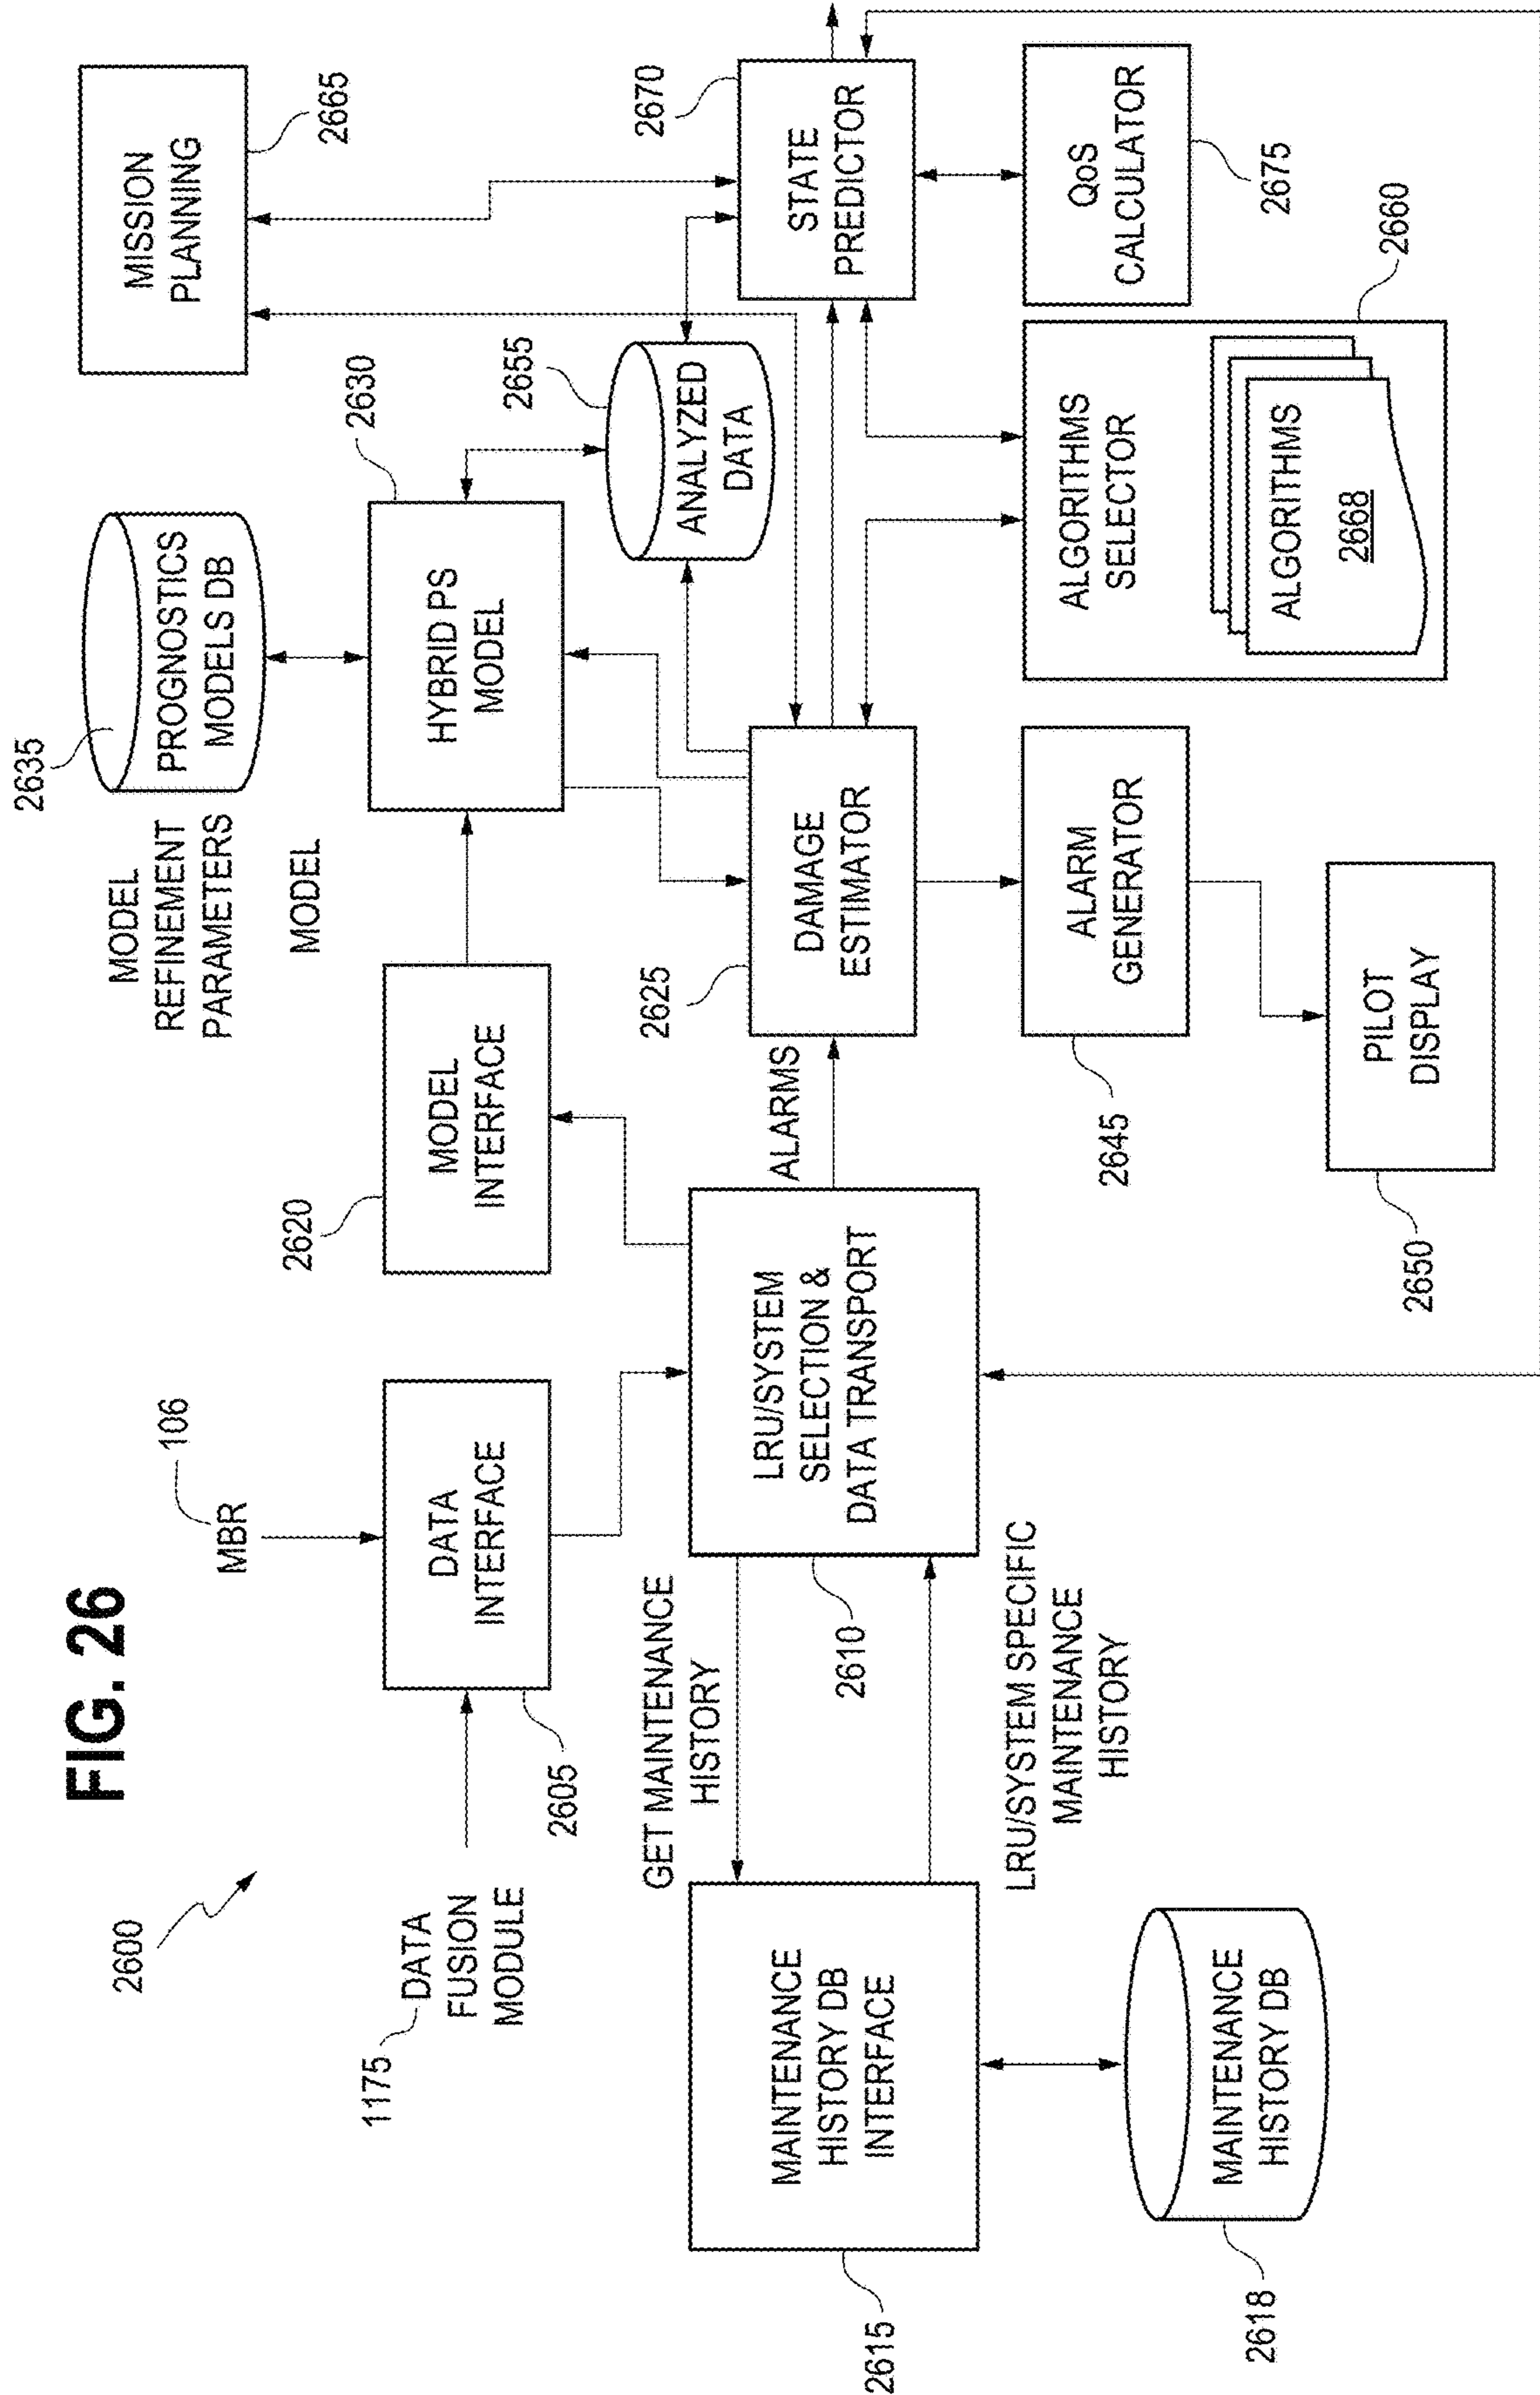 FIG. 26
2600
1175
DATA
FUSION
MODULE
MBR
106
DATA
INTERFACE
2605
MODEL
INTERFACE
2620
MODEL
REFINEMENT
PARAMETERS
MODEL
2635
PROGNOSTICS
MODELS DB
HYBRID PS
MODEL
2630
MISSION
PLANNING
2665
ANALYZED
DATA
2655
MAINTENANCE
HISTORY DB
INTERFACE
2615
GET MAINTENANCE
HISTORY
LRU/SYSTEM SPECIFIC
MAINTENANCE
HISTORY
LRU/SYSTEM
SELECTION &
DATA TRANSPORT
2610
ALARMS
DAMAGE
ESTIMATOR
2625
STATE
PREDICTOR
2670
MAINTENANCE
HISTORY DB
2618
ALARM
GENERATOR
2645
PILOT
DISPLAY
2650
ALGORITHMS
SELECTOR
ALGORITHMS
2668
2660
QoS
CALCULATOR
2675